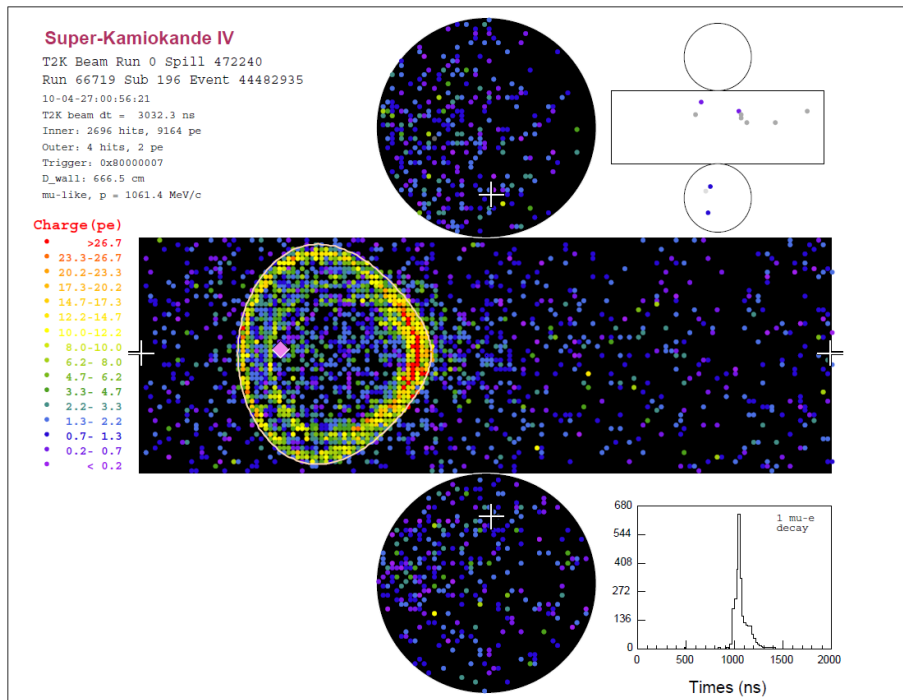 Super-Kamiokande IV
T2K Beam Run 0 Spill 472240
Run 66719 Sub 196 Event 44482935
10-04-27:00:56:21
T2K beam dt = 3032.3 ns
Inner: 2696 hits, 9164 pe
Outer: 4 hits, 2 pe
Trigger: 0x80000007
D_wall: 666.5 cm
mu-like, p = 1061.4 MeV/c
Charge(pe)
>26.7
23.3-26.7
20.2-23.3
17.3-20.2
14.7-17.3
12.2-14.7
10.0-12.2
8.0-10.0
6.2- 8.0
4.7- 6.2
3.3- 4.7
2.2- 3.3
1.3- 2.2
0.7- 1.3
0.2- 0.7
< 0.2
680
544
408
272
136
0
1 mu-e
decay
0 500 1000 1500 2000
Times (ns)